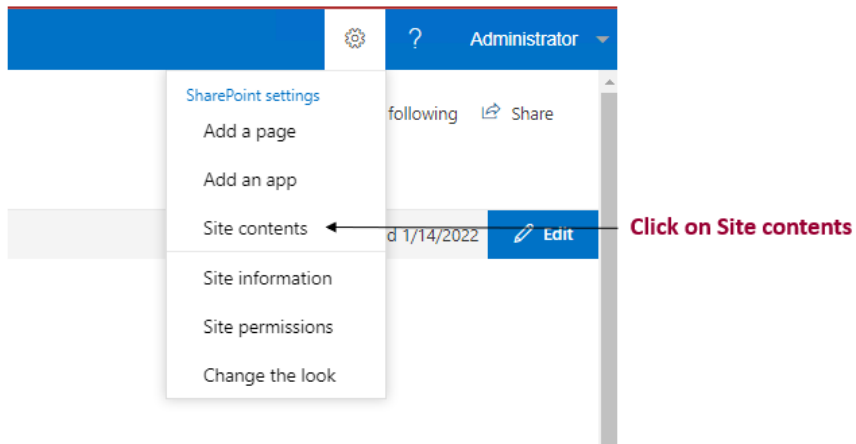 ? Administrator
SharePoint settings
following Share
Add a page
Add an app
Site contents
d 1/14/2022 Edit
Click on Site contents
Site information
Site permissions
Change the look